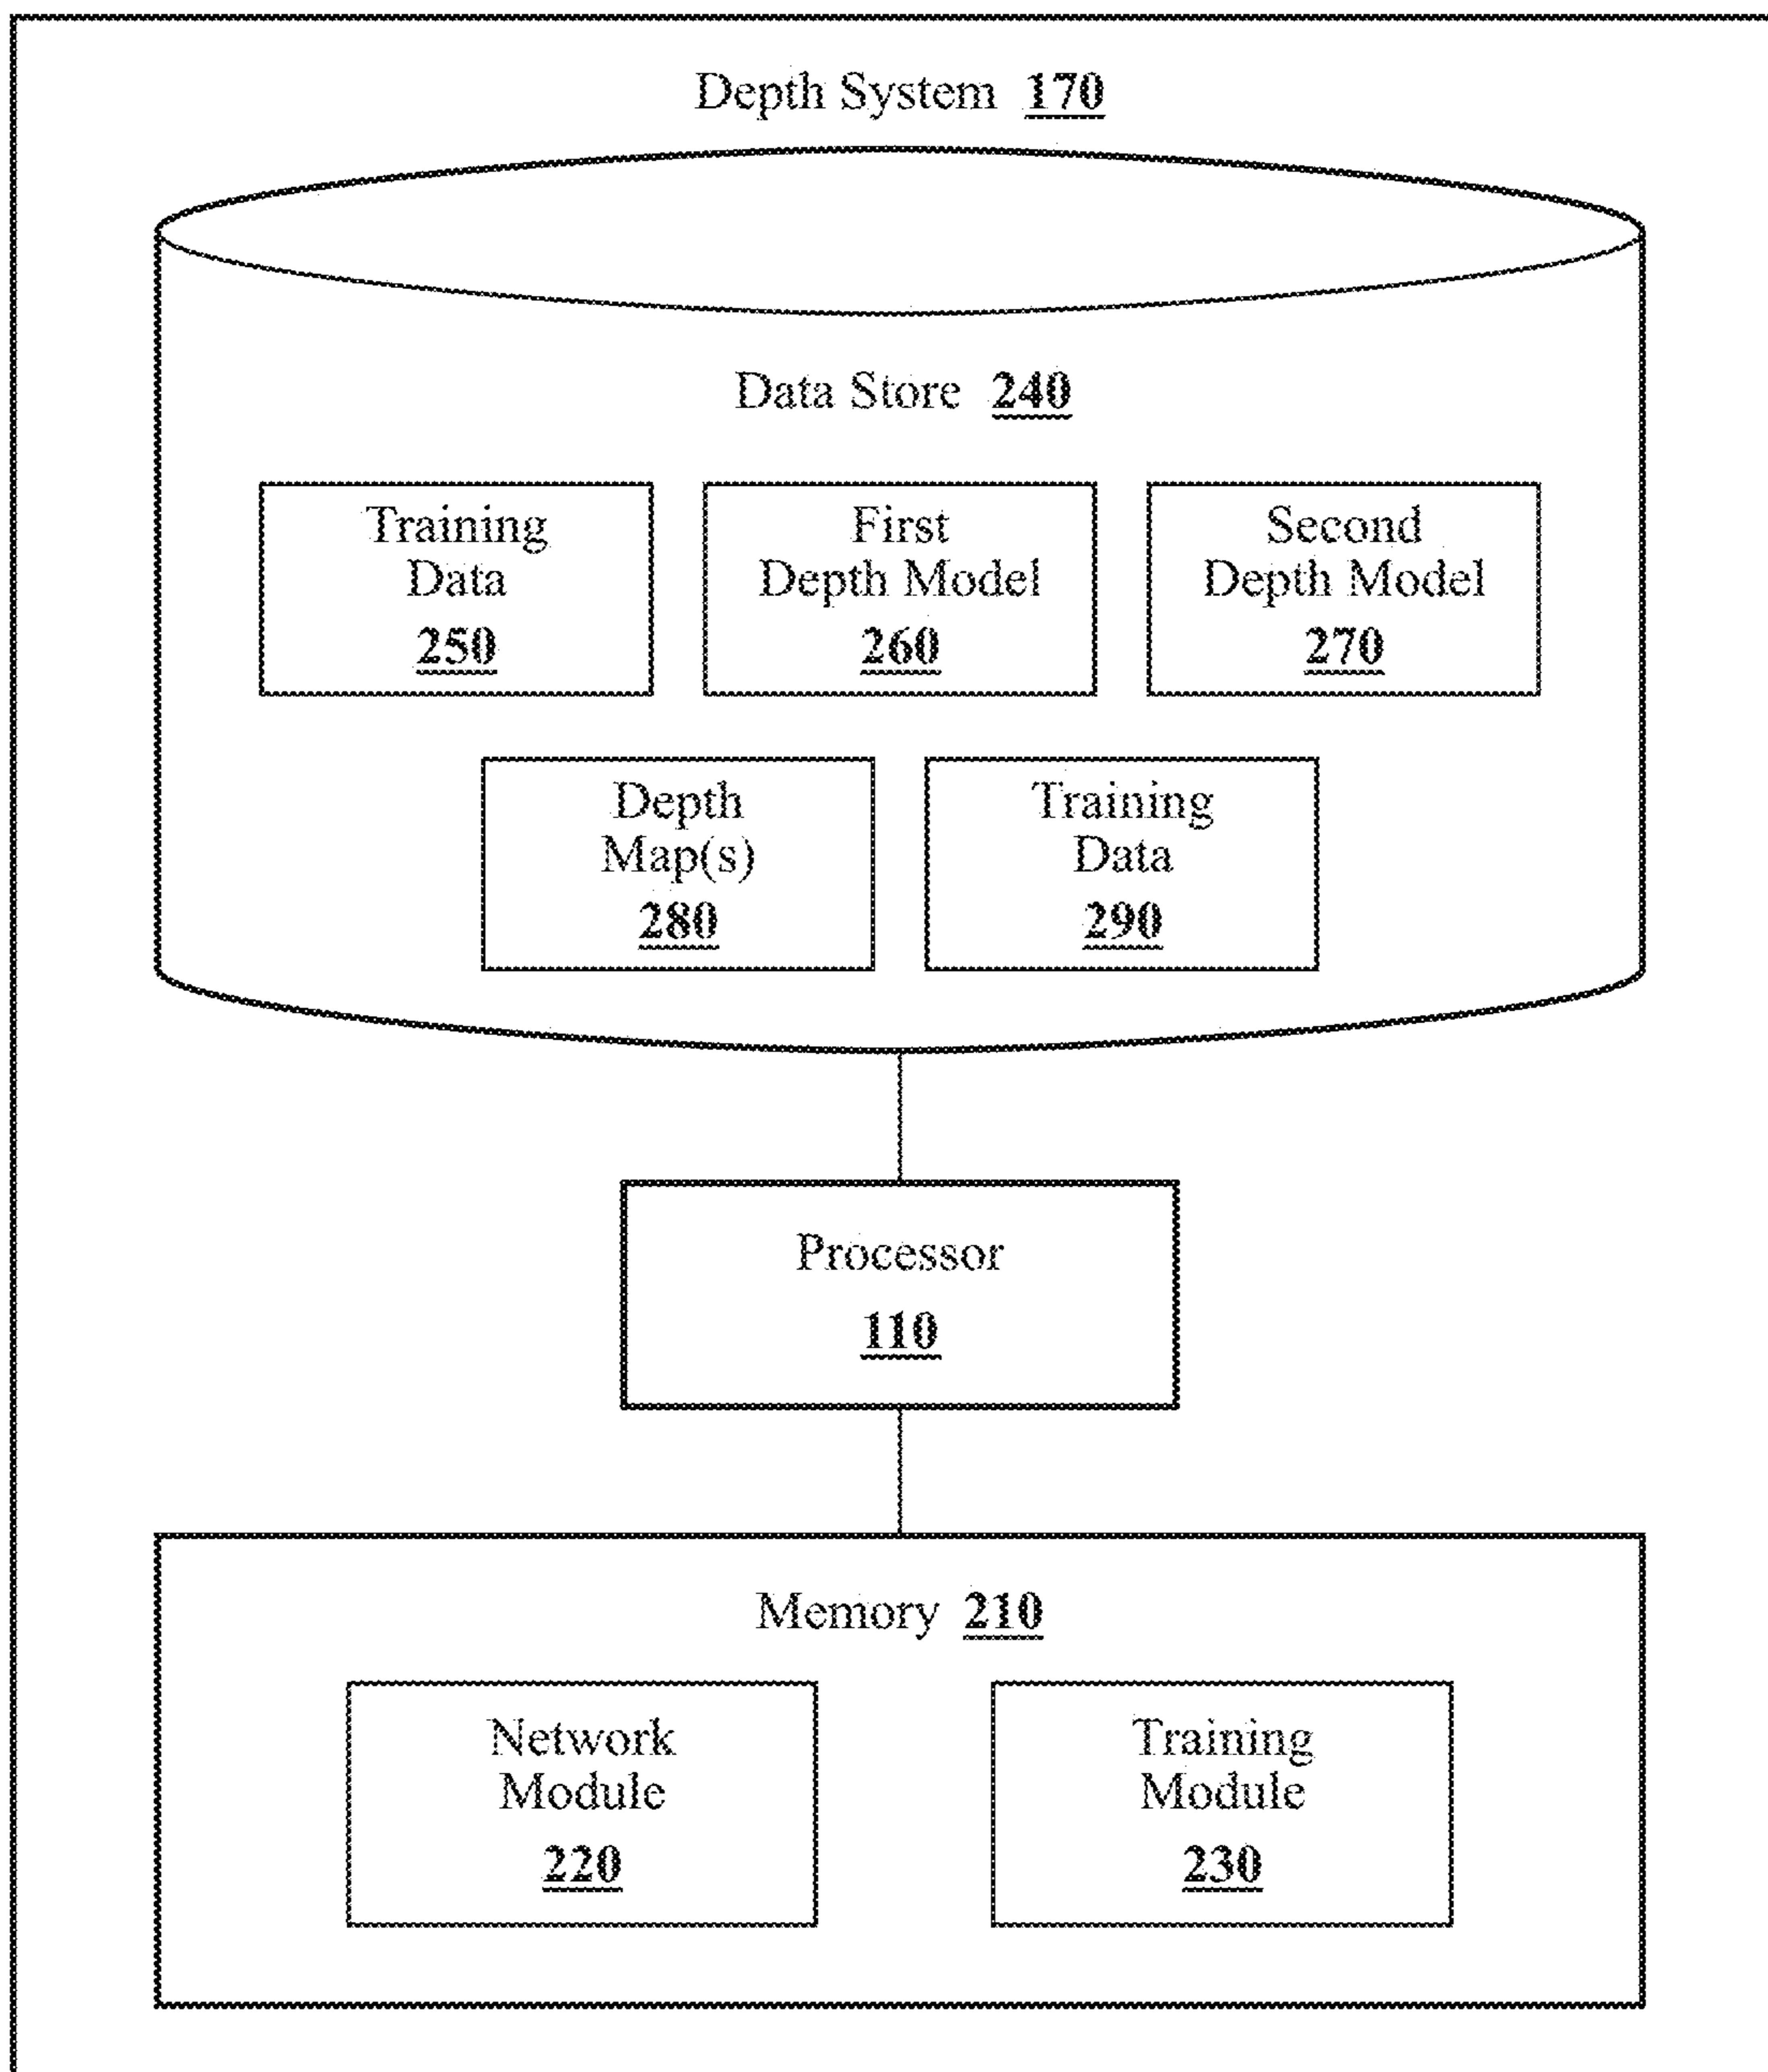 Depth System 170
Data Store 240
Training
Data
250
First
Depth Model
260
Second
Depth Model
270
Depth
Map(s)
280
Training
Data
290
Processor
110
Memory 210
Network
Module
220
Training
Module
230